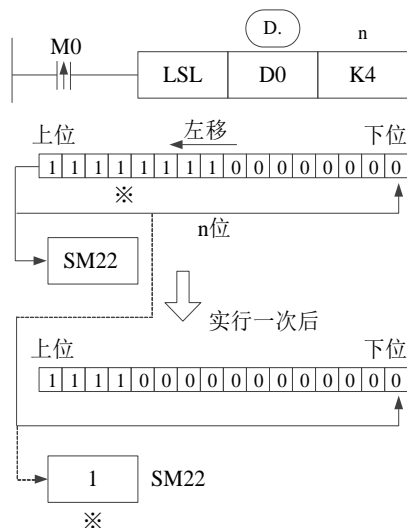 D. n
M0
LSL D0 K4
左移
上位 下位
1 1 1 1 1 1 1 1 0 0 0 0 0 0 0 0
※
n位
SM22
实行一次后
上位 下位
1 1 1 1 0 0 0 0 0 0 0 0 0 0 0 0
1 SM22
※